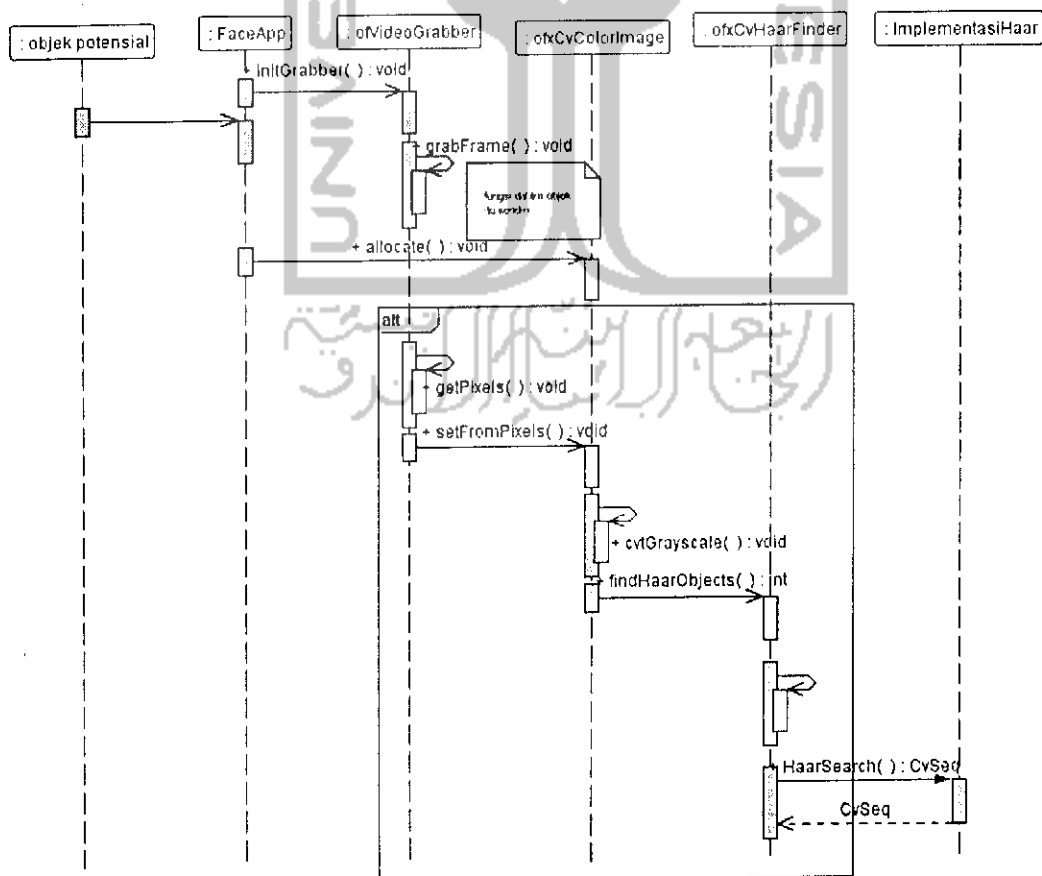 : objek potensial
: FaceApp
: ofVideoGrabber
: ofxCvColorImage
: ofxCvHaarFinder
: ImplementasiHaar
+ initGrabber( ) : void
+ grabFrame( ) : void
+ allocate( ) : void
alt
+ getPixels( ) : void
+ setFromPixels( ) : void
+ cvtGrayscale( ) : void
+ findHaarObjects( ) : int
+ HaarSearch( ) : CvSeq
CvSeq
ESIA